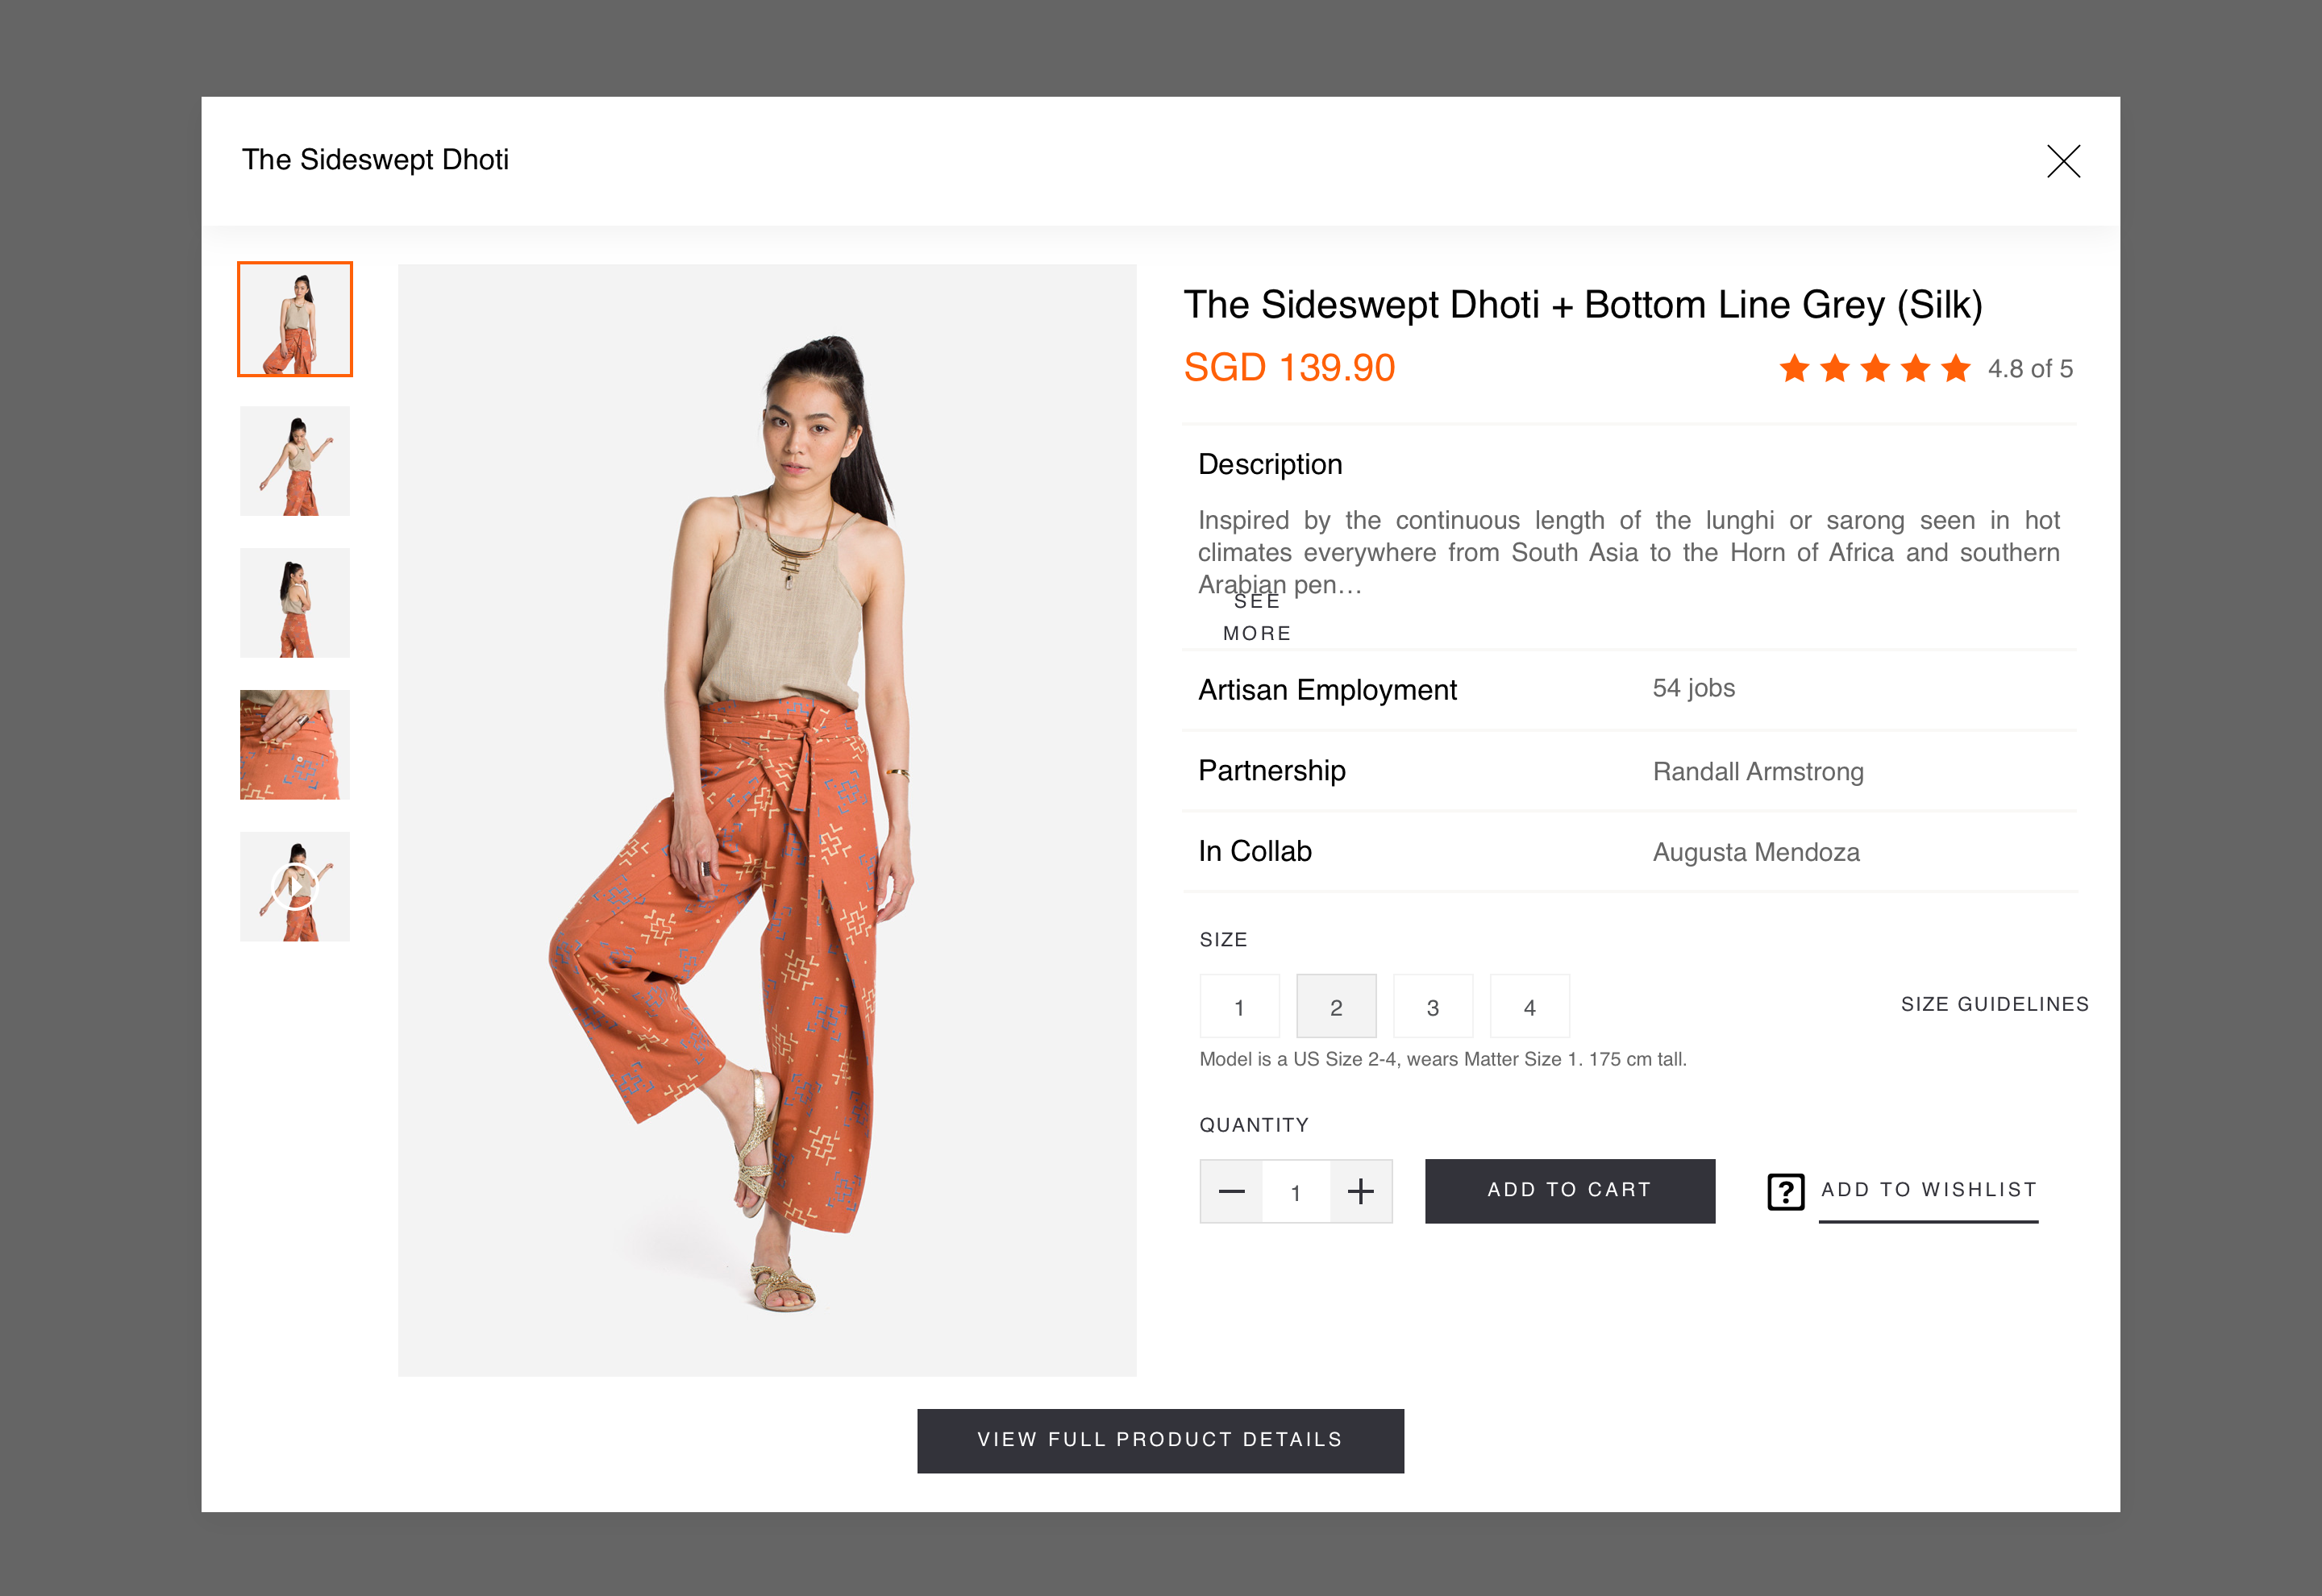 The Sideswept Dhoti
The Sideswept Dhoti + Bottom Line Grey (Silk)
SGD 139.90
4.8 of 5
Description
Inspired by the continuous length of the lunghi or sarong seen in hot
climates everywhere from South Asia to the Horn of Africa and southern
Arabian pen…
SEE
MORE
Artisan Employment
54 jobs
Partnership
Randall Armstrong
In Collab
Augusta Mendoza
SIZE
1
2
3
4
SIZE GUIDELINES
Model is a US Size 2-4, wears Matter Size 1. 175 cm tall.
QUANTITY
1
ADD TO CART
?
ADD TO WISHLIST
VIEW FULL PRODUCT DETAILS